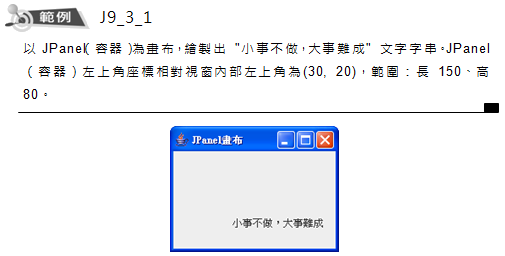 範例 J9_3_1
以 JPanel( 容器 )為畫布，繪製出 "小事不做，大事難成" 文字字串。JPanel
（容器）左上角座標相對視窗內部左上角為(30, 20)，範圍：長 150、高
80。
JPanel畫布
小事不做，大事難成